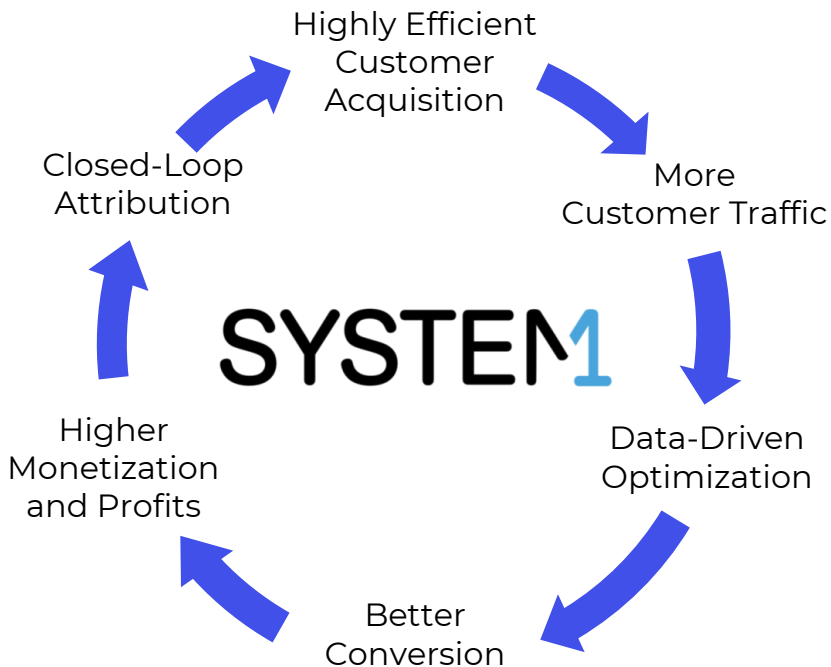 Highly Efficient
Customer
Acquisition
More
Customer Traffic
Data-Driven
Optimization
Better
Conversion
Higher
Monetization
and Profits
Closed-Loop
Attribution
SYSTEM1